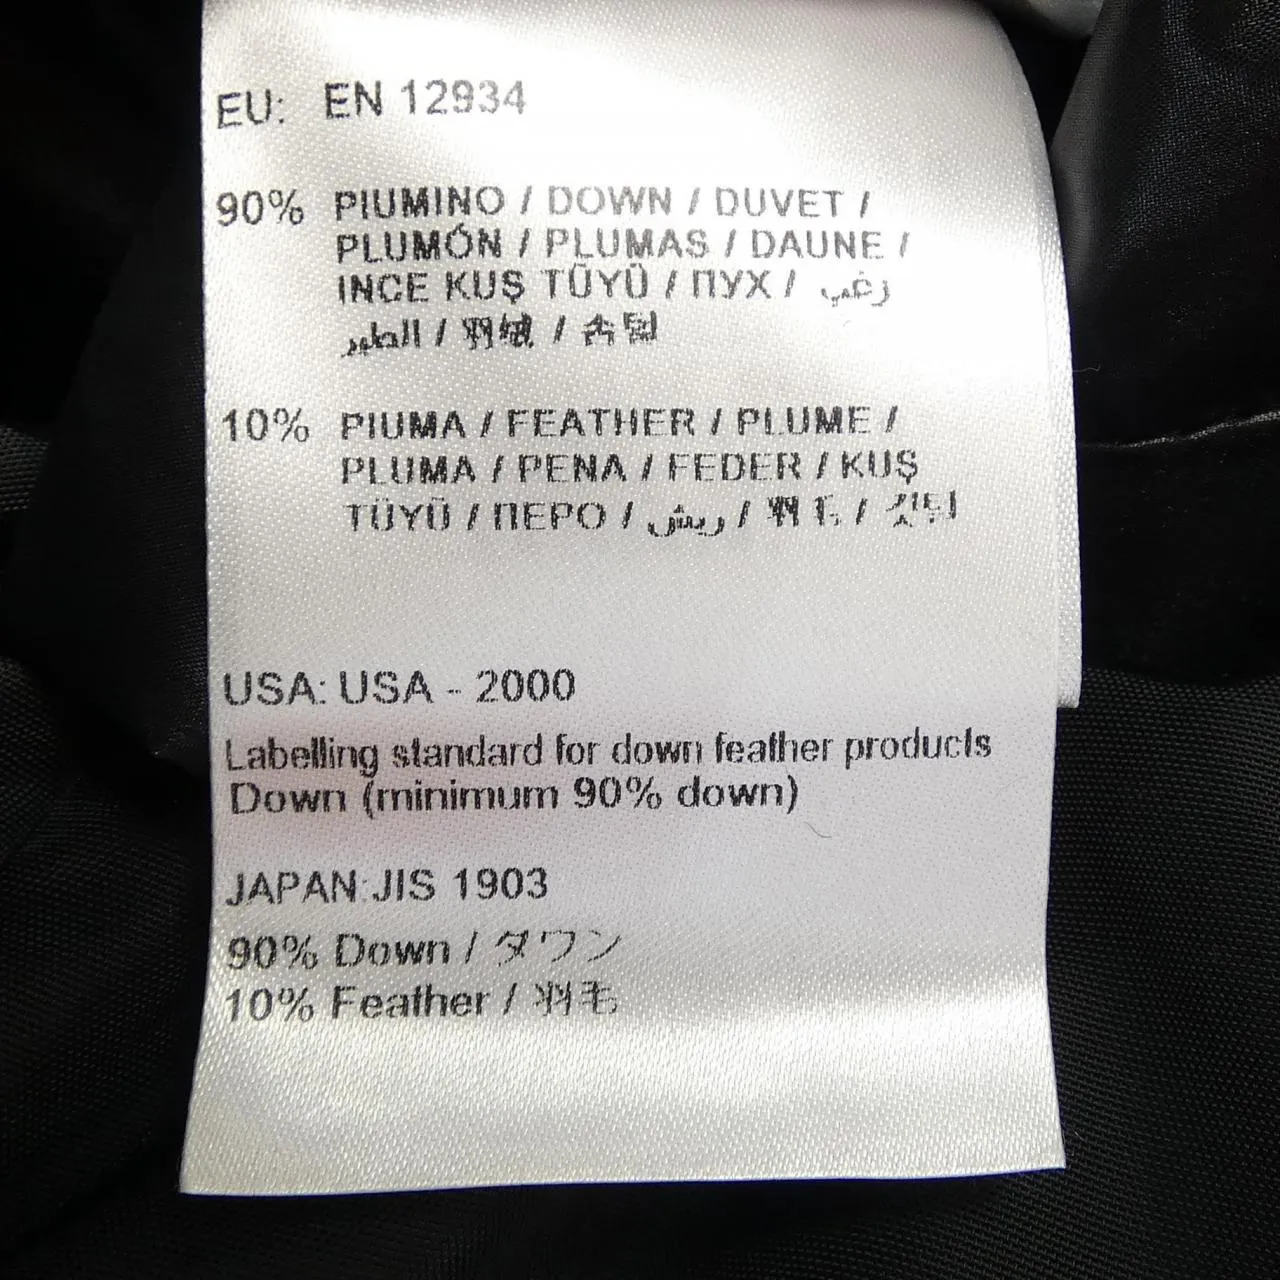 EU: EN 12934
90% PIUMINO / DOWN / DUVET /
PLUMÓN / PLUMAS / DAUNE /
INCE KUŞ TÜYÜ / ПУХ / زغب
الطير / 羽绒 / 솜털
10% PIUMA / FEATHER / PLUME /
PLUMA / PENA / FEDER / KUŞ
TÜYÜ / ПЕРО / ريش / 羽毛 / 깃털
USA: USA - 2000
Labelling standard for down feather products
Down (minimum 90% down)
JAPAN: JIS 1903
90% Down / ダウン
10% Feather / 羽毛